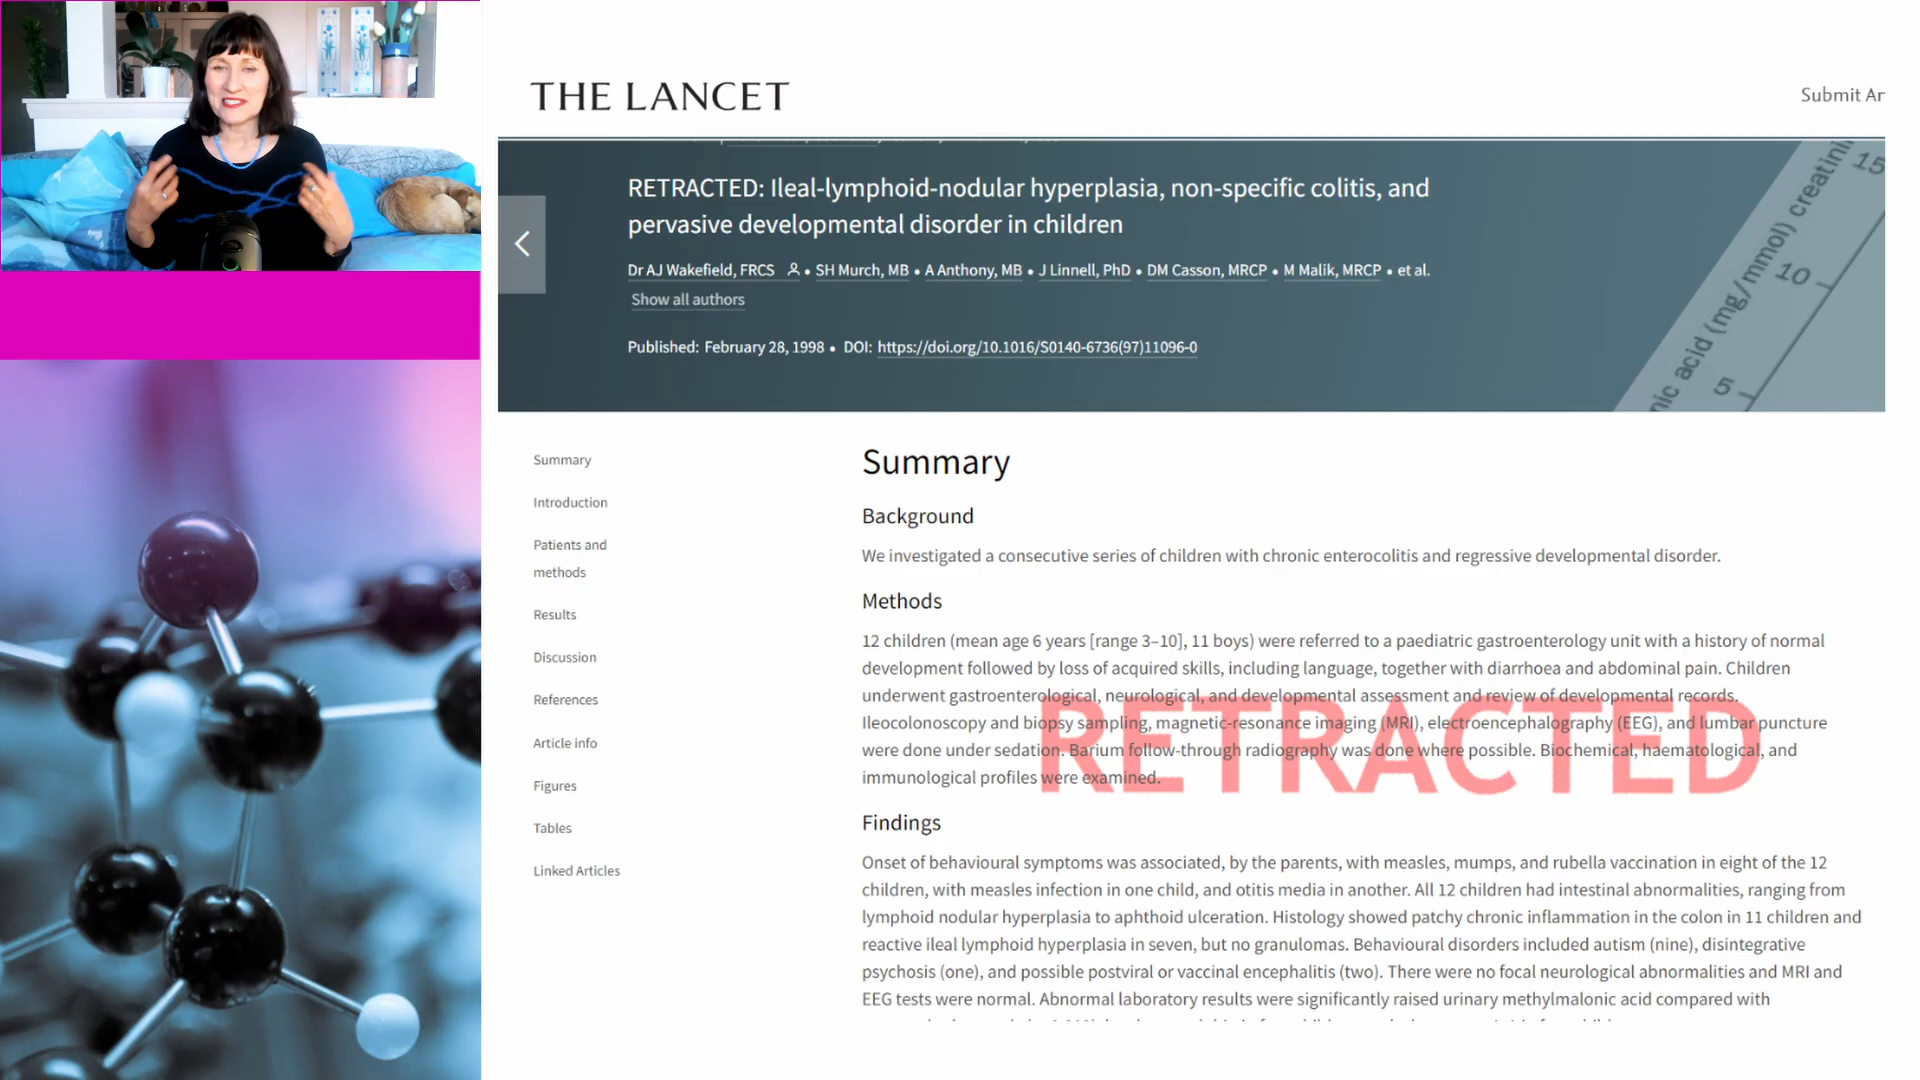 THE LANCET
Submit Ar
RETRACTED: Ileal-lymphoid-nodular hyperplasia, non-specific colitis, and
pervasive developmental disorder in children
Dr AJ Wakefield, FRCS • SH Murch, MB • A Anthony, MB • J Linnell, PhD • DM Casson, MRCP • M Malik, MRCP • et al.
Show all authors
Published: February 28, 1998 • DOI: https://doi.org/10.1016/S0140-6736(97)11096-0
15
10
5
nic acid (mg/mmol) creatini
Summary
Introduction
Patients and
methods
Results
Discussion
References
Article info
Figures
Tables
Linked Articles
Summary
Background
We investigated a consecutive series of children with chronic enterocolitis and regressive developmental disorder.
Methods
12 children (mean age 6 years [range 3–10], 11 boys) were referred to a paediatric gastroenterology unit with a history of normal
development followed by loss of acquired skills, including language, together with diarrhoea and abdominal pain. Children
underwent gastroenterological, neurological, and developmental assessment and review of developmental records.
Ileocolonoscopy and biopsy sampling, magnetic-resonance imaging (MRI), electroencephalography (EEG), and lumbar puncture
were done under sedation. Barium follow-through radiography was done where possible. Biochemical, haematological, and
immunological profiles were examined.
RETRACTED
Findings
Onset of behavioural symptoms was associated, by the parents, with measles, mumps, and rubella vaccination in eight of the 12
children, with measles infection in one child, and otitis media in another. All 12 children had intestinal abnormalities, ranging from
lymphoid nodular hyperplasia to aphthoid ulceration. Histology showed patchy chronic inflammation in the colon in 11 children and
reactive ileal lymphoid hyperplasia in seven, but no granulomas. Behavioural disorders included autism (nine), disintegrative
psychosis (one), and possible postviral or vaccinal encephalitis (two). There were no focal neurological abnormalities and MRI and
EEG tests were normal. Abnormal laboratory results were significantly raised urinary methylmalonic acid compared with